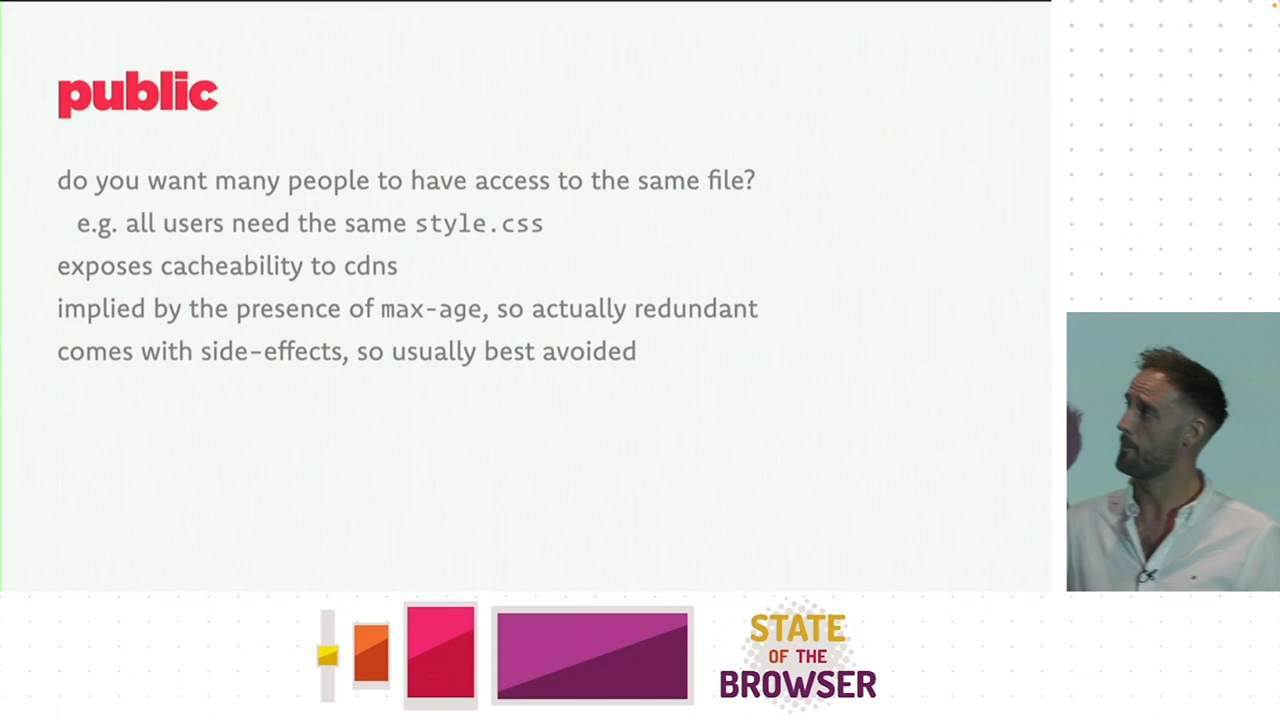 public
do you want many people to have access to the same file?
e.g. all users need the same style.css
exposes cacheability to cdns
implied by the presence of max-age, so actually redundant
comes with side-effects, so usually best avoided
STATE
OF THE
BROWSER